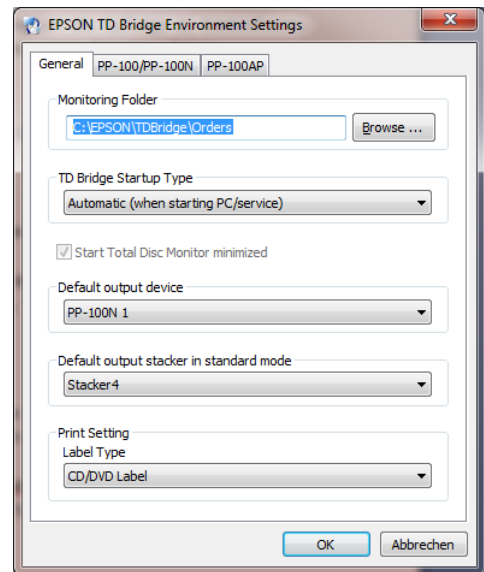 EPSON TD Bridge Environment Settings
General PP-100/PP-100N PP-100AP
Monitoring Folder
C:\EPSON\TDBridge\Orders Browse ...
TD Bridge Startup Type
Automatic (when starting PC/service)
Start Total Disc Monitor minimized
Default output device
PP-100N 1
Default output stacker in standard mode
Stacker4
Print Setting
Label Type
CD/DVD Label
OK Abbrechen